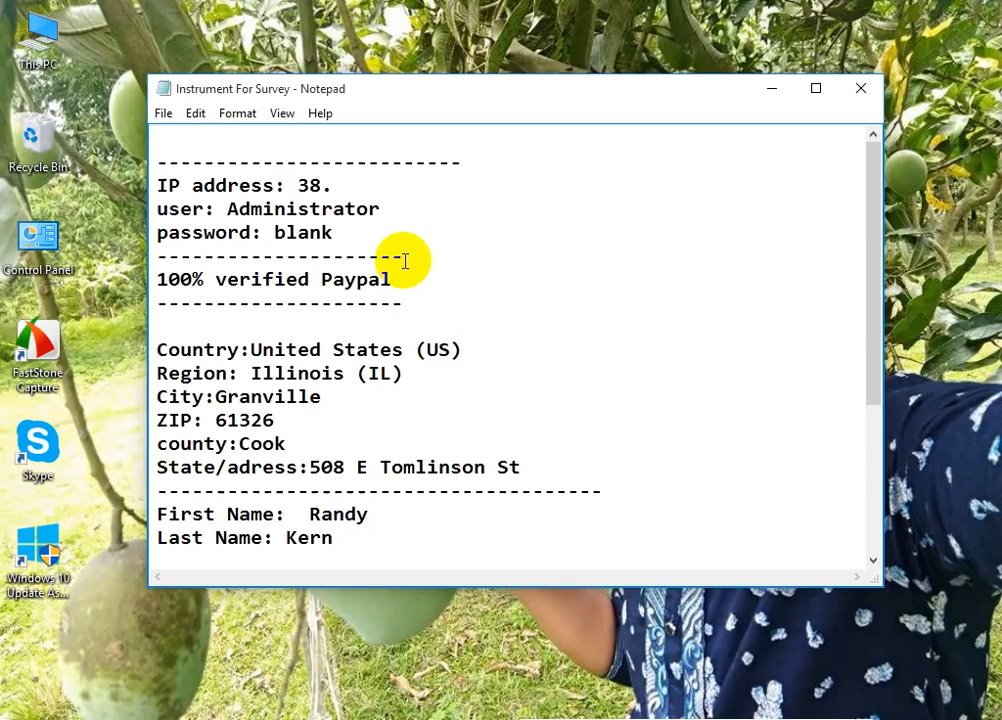 This PC
Recycle Bin
Control Panel
FastStone
Capture
Skype
Windows 10
Update As...
Instrument For Survey - Notepad
File Edit Format View Help
--------------------------
IP address: 38.
user: Administrator
password: blank
---------------------
100% verified Paypal
---------------------
Country:United States (US)
Region: Illinois (IL)
City:Granville
ZIP: 61326
county:Cook
State/adress:508 E Tomlinson St
--------------------------------------
First Name:  Randy
Last Name: Kern